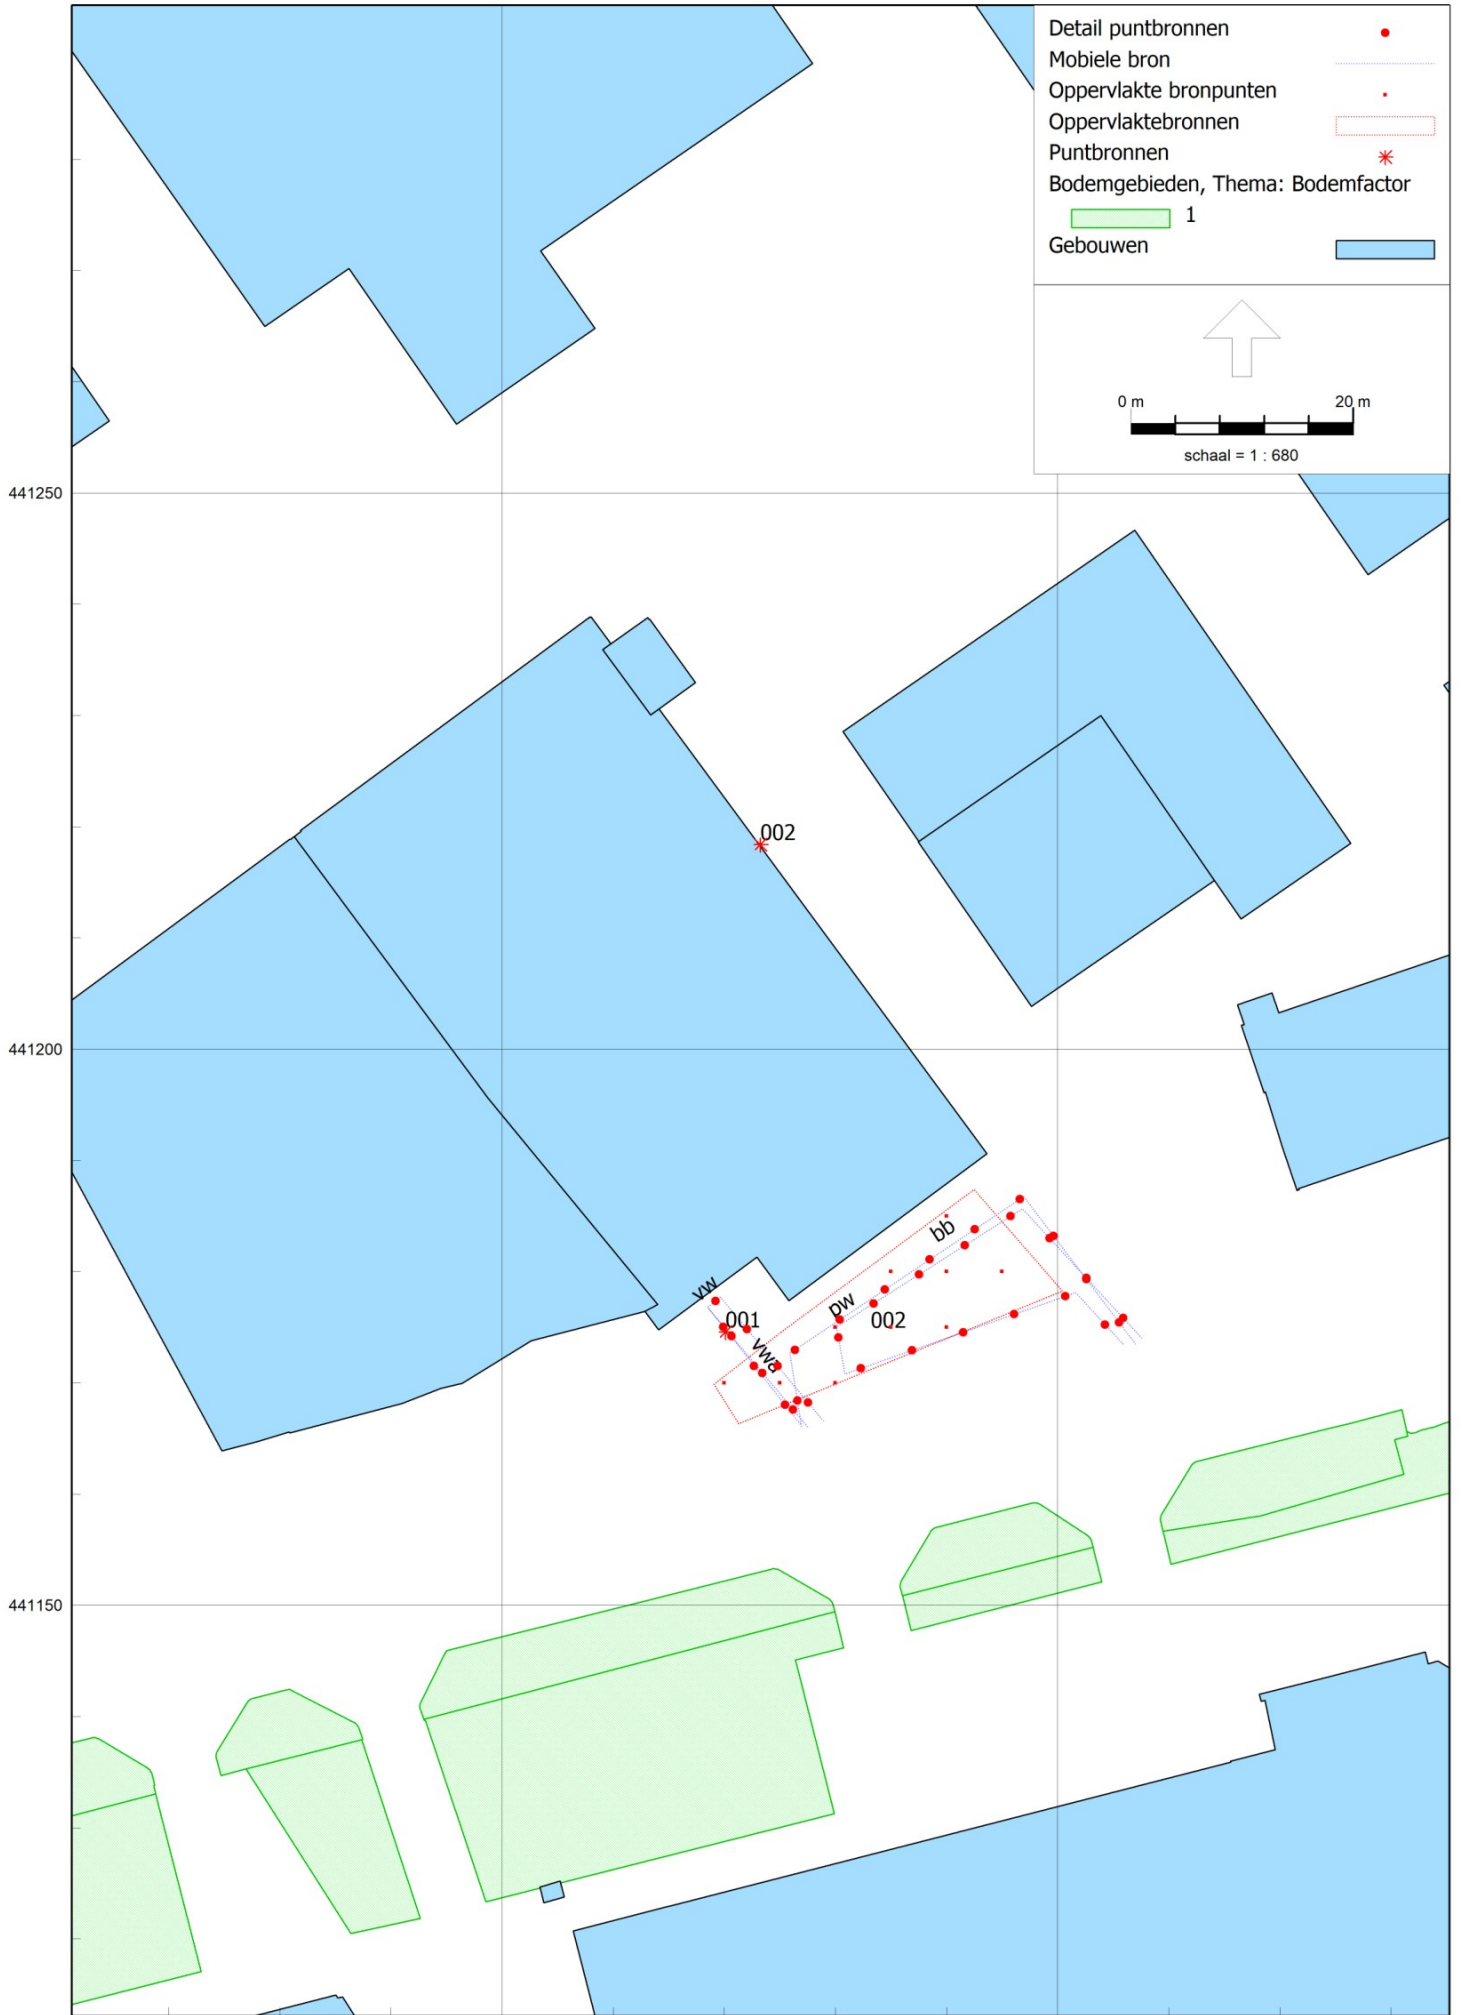 Detail puntbronnen
Mobiele bron
Oppervlakte bronpunten
Oppervlaktebronnen
Puntbronnen
Bodemgebieden, Thema: Bodemfactor
1
Gebouwen
0 m 20 m
schaal = 1 : 680
441250
002
441200
bb
vw
pw
001
002
vwa
441150